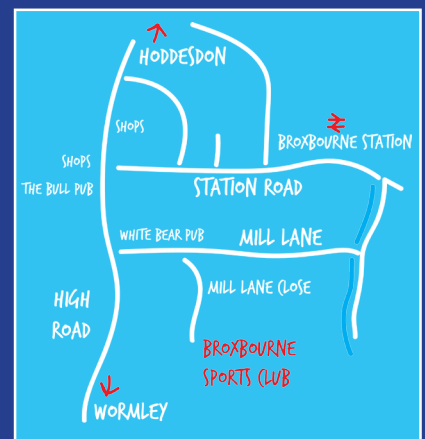 HODDESDON
SHOPS
BROXBOURNE STATION
SHOPS
THE BULL PUB
STATION ROAD
WHITE BEAR PUB
MILL LANE
MILL LANE CLOSE
HIGH
ROAD
BROXBOURNE
SPORTS CLUB
WORMLEY